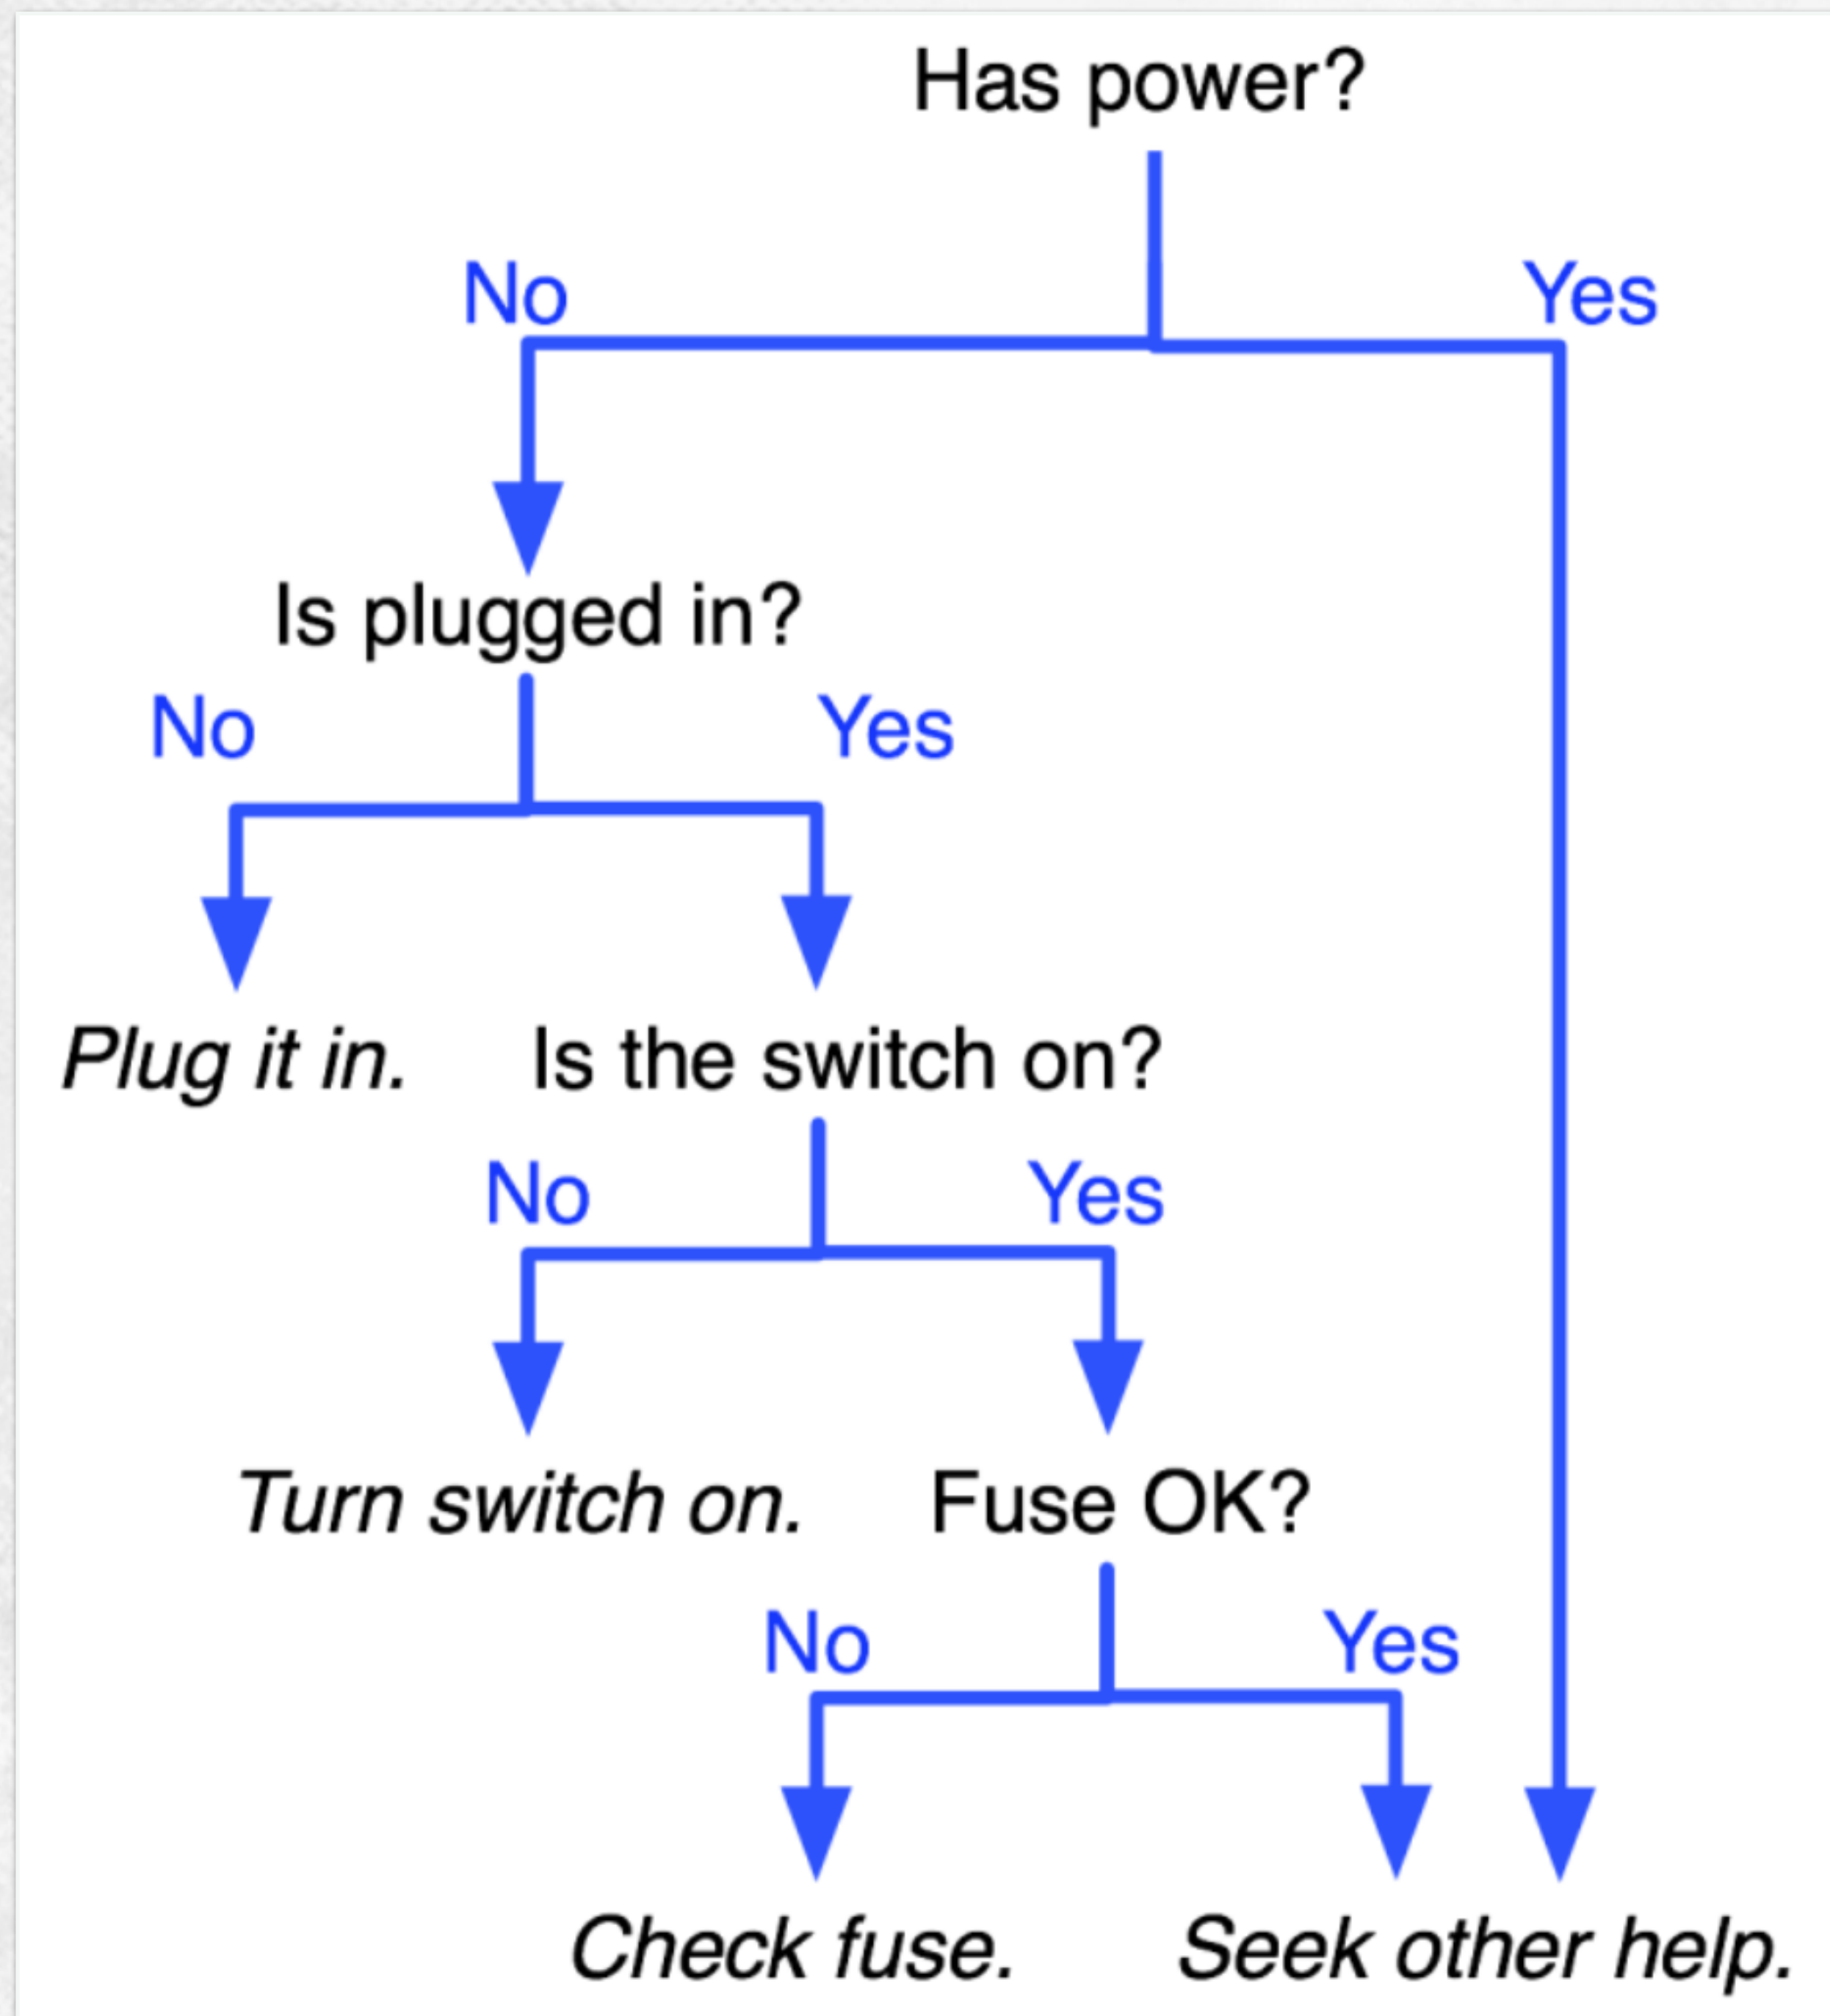 Has power?
No
Yes
Is plugged in?
No
Yes
Plug it in.
Is the switch on?
No
Yes
Turn switch on.
Fuse OK?
No
Yes
Check fuse.
Seek other help.